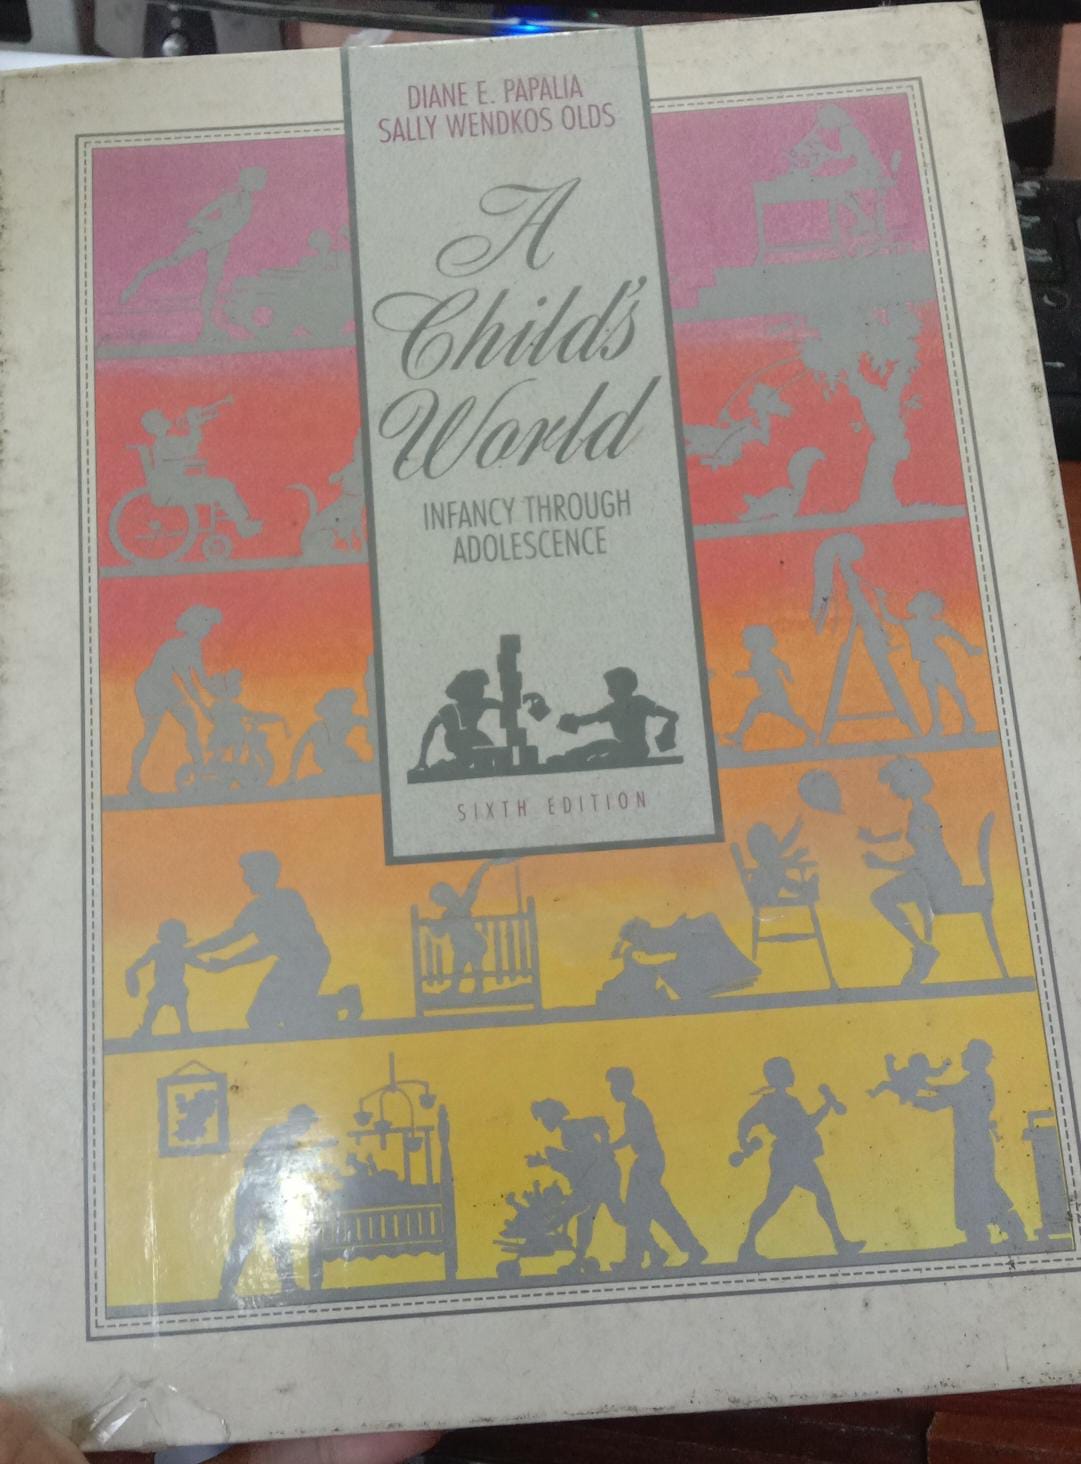 DIANE E. PAPALIA
SALLY WENDKOS OLDS
A
Child's
World
INFANCY THROUGH
ADOLESCENCE
SIXTH EDITION